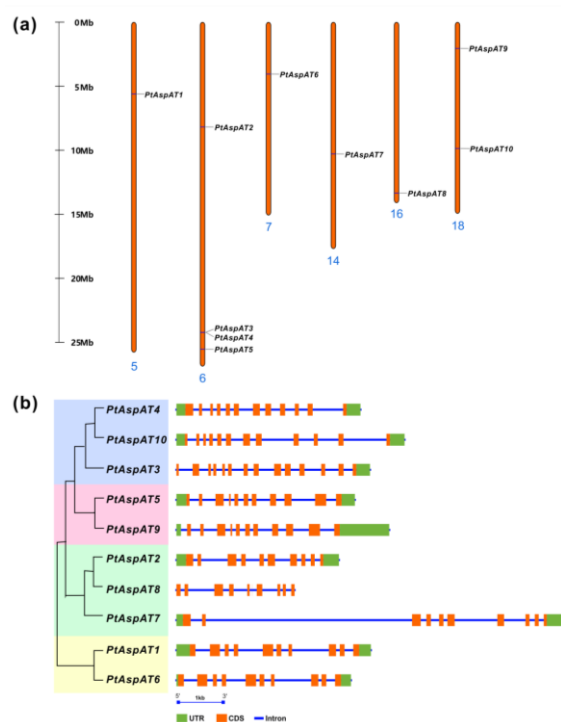 (a)
0Mb
5Mb
10Mb
15Mb
20Mb
25Mb
PtAspAT1
5
PtAspAT2
PtAspAT3
PtAspAT4
PtAspAT5
6
PtAspAT6
7
PtAspAT7
14
PtAspAT8
16
PtAspAT9
PtAspAT10
18
(b)
PtAspAT4
PtAspAT10
PtAspAT3
PtAspAT5
PtAspAT9
PtAspAT2
PtAspAT8
PtAspAT7
PtAspAT1
PtAspAT6
5' 3'
1kb
UTR CDS Intron